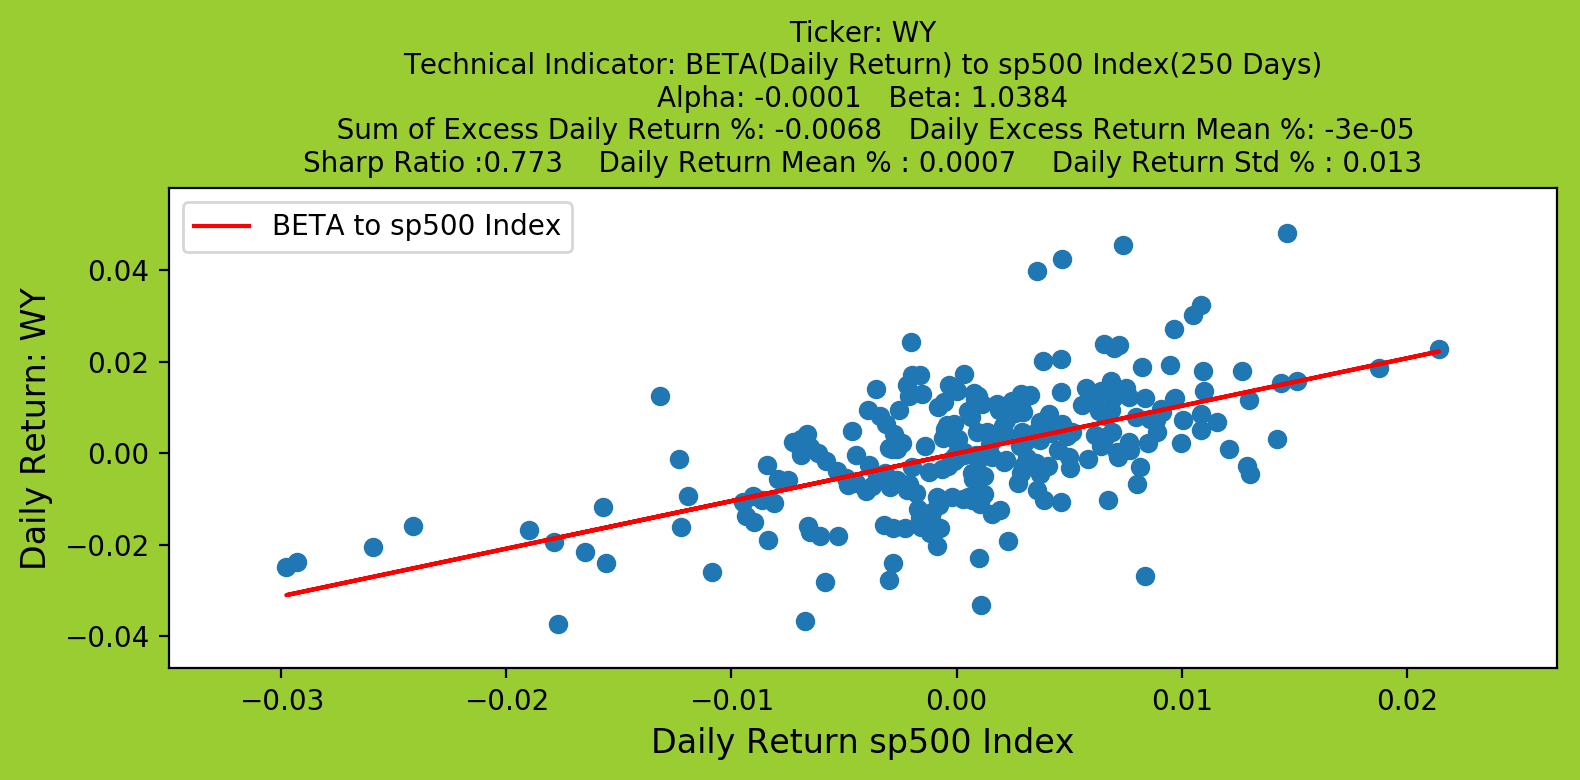 Ticker: WY
Technical Indicator: BETA(Daily Return) to sp500 Index(250 Days)
Alpha: -0.0001   Beta: 1.0384
Sum of Excess Daily Return %: -0.0068   Daily Excess Return Mean %: -3e-05
Sharp Ratio :0.773    Daily Return Mean % : 0.0007    Daily Return Std % : 0.013
BETA to sp500 Index
Daily Return: WY
0.04
0.02
0.00
−0.02
−0.04
−0.03
−0.02
−0.01
0.00
0.01
0.02
Daily Return sp500 Index